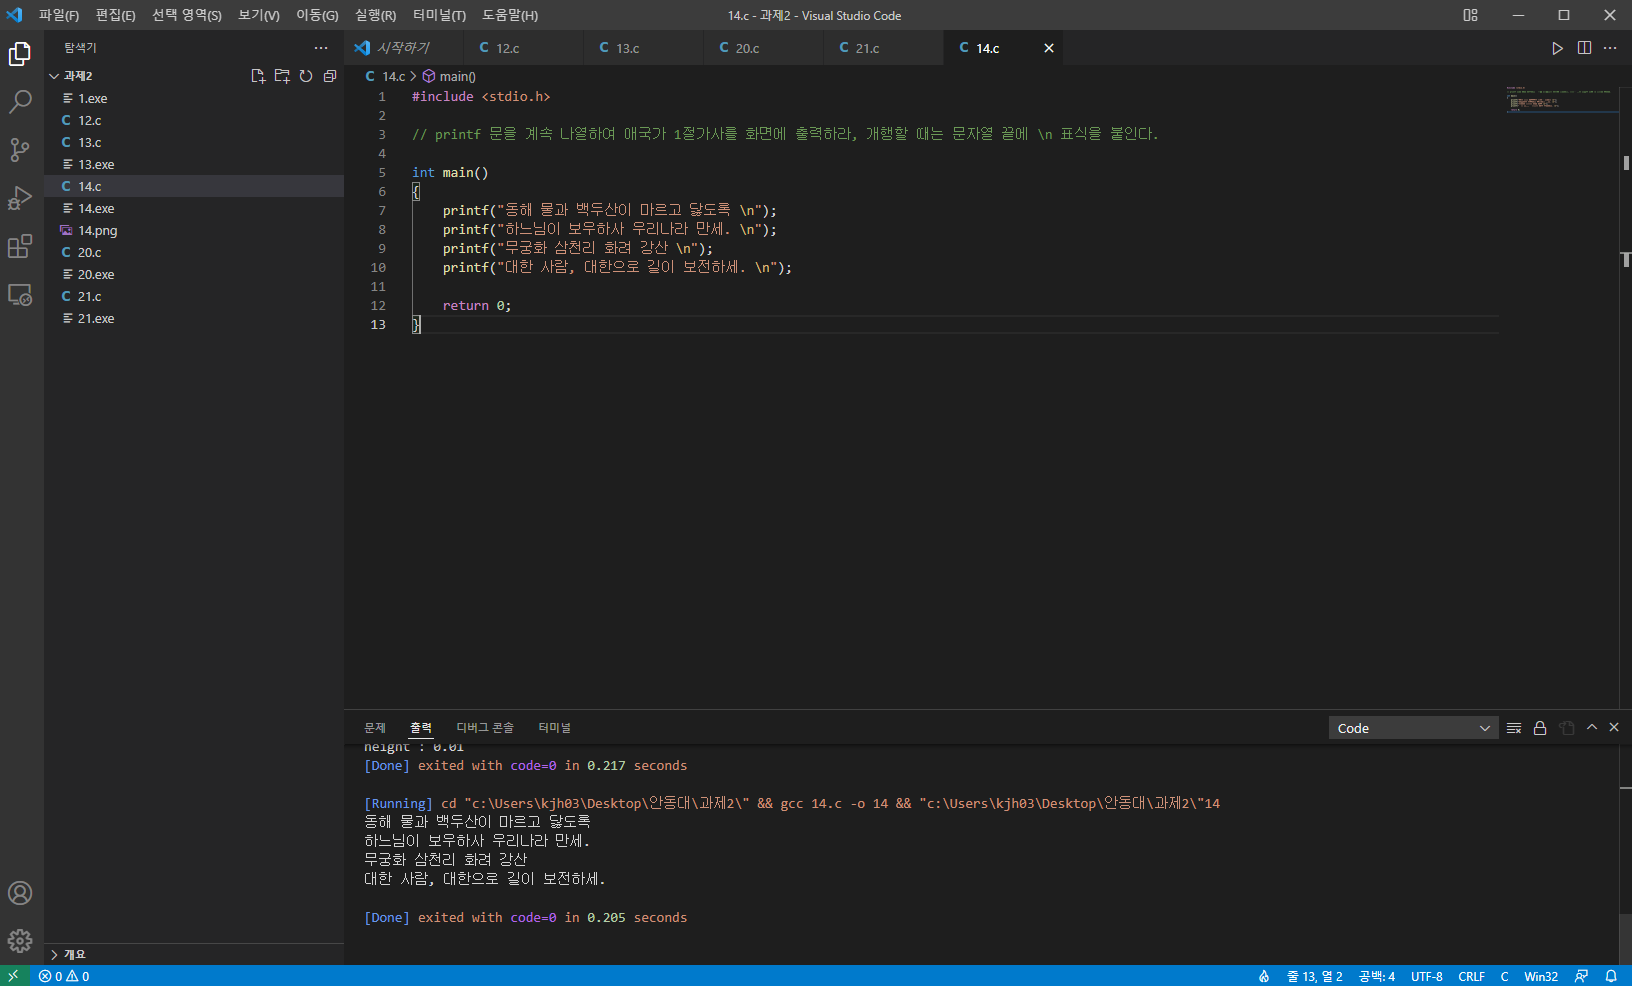 파일(F) 편집(E) 선택 영역(S) 보기(V) 이동(G) 실행(R) 터미널(T) 도움말(H) 14.c - 과제2 - Visual Studio Code
탐색기
과제2
1.exe
12.c
13.c
13.exe
14.c
14.exe
14.png
20.c
20.exe
21.c
21.exe
개요
시작하기 C 12.c C 13.c C 20.c C 21.c C 14.c
C 14.c > main()
1 #include <stdio.h>
2
3 // printf 문을 계속 나열하여 애국가 1절가사를 화면에 출력하라, 개행할 때는 문자열 끝에 \n 표식을 붙인다.
4
5 int main()
6 {
7 printf("동해 물과 백두산이 마르고 닳도록 \n");
8 printf("하느님이 보우하사 우리나라 만세. \n");
9 printf("무궁화 삼천리 화려 강산 \n");
10 printf("대한 사람, 대한으로 길이 보전하세. \n");
11
12 return 0;
13 }
문제 출력 디버그 콘솔 터미널 Code
height : 0.01
[Done] exited with code=0 in 0.217 seconds
[Running] cd "c:\Users\kjh03\Desktop\안동대\과제2\" && gcc 14.c -o 14 && "c:\Users\kjh03\Desktop\안동대\과제2\"14
동해 물과 백두산이 마르고 닳도록
하느님이 보우하사 우리나라 만세.
무궁화 삼천리 화려 강산
대한 사람, 대한으로 길이 보전하세.
[Done] exited with code=0 in 0.205 seconds
0 0 줄 13, 열 2 공백: 4 UTF-8 CRLF C Win32